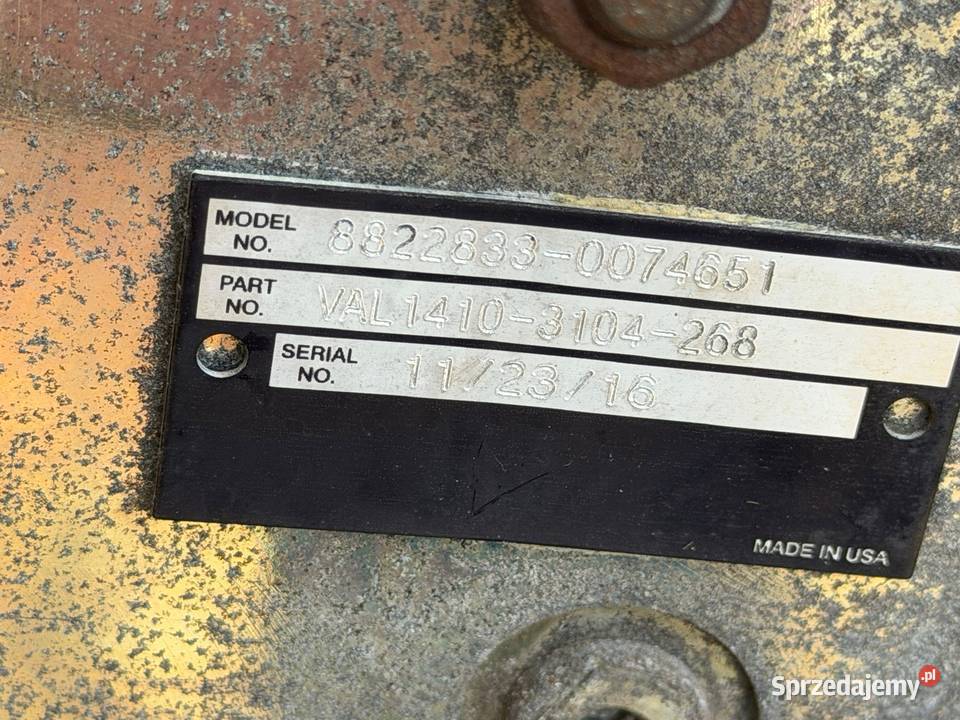 MODEL NO. 8822833-0074651
PART NO. VAL1410-3104-268
SERIAL NO. 11/23/16
MADE IN USA
Sprzedajemy.pl